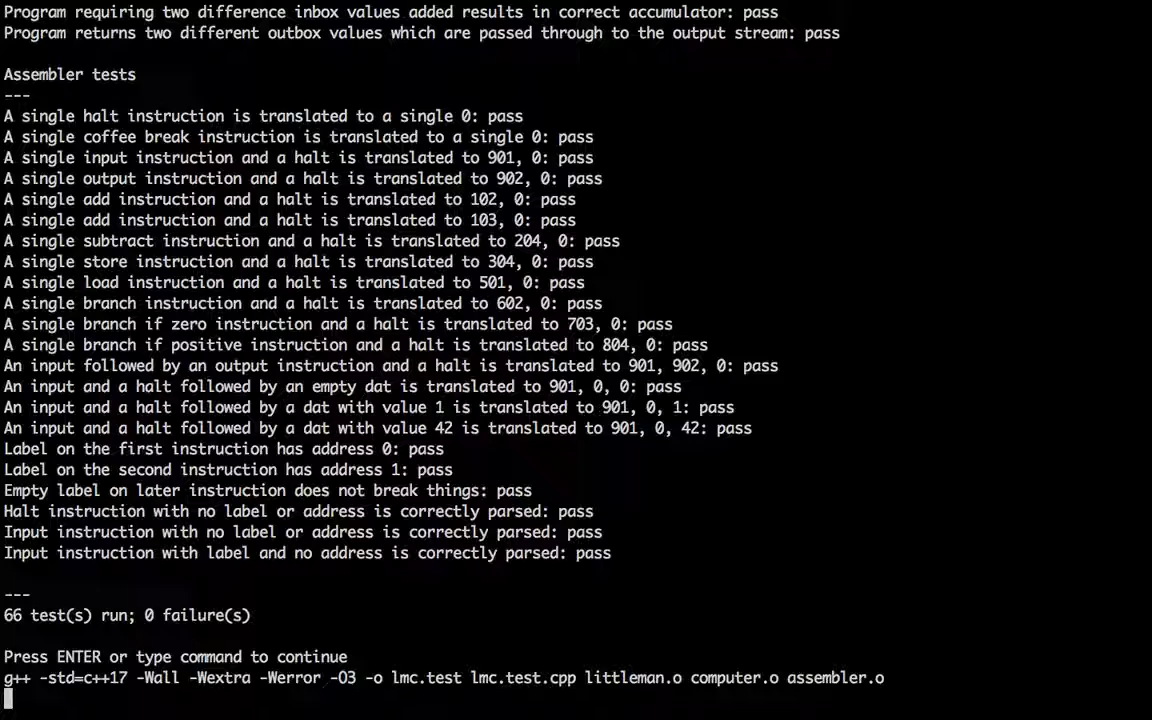 Program requiring two difference inbox values added results in correct accumulator: pass
Program returns two different outbox values which are passed through to the output stream: pass
Assembler tests
---
A single halt instruction is translated to a single 0: pass
A single coffee break instruction is translated to a single 0: pass
A single input instruction and a halt is translated to 901, 0: pass
A single output instruction and a halt is translated to 902, 0: pass
A single add instruction and a halt is translated to 102, 0: pass
A single add instruction and a halt is translated to 103, 0: pass
A single subtract instruction and a halt is translated to 204, 0: pass
A single store instruction and a halt is translated to 304, 0: pass
A single load instruction and a halt is translated to 501, 0: pass
A single branch instruction and a halt is translated to 602, 0: pass
A single branch if zero instruction and a halt is translated to 703, 0: pass
A single branch if positive instruction and a halt is translated to 804, 0: pass
An input followed by an output instruction and a halt is translated to 901, 902, 0: pass
An input and a halt followed by an empty dat is translated to 901, 0, 0: pass
An input and a halt followed by a dat with value 1 is translated to 901, 0, 1: pass
An input and a halt followed by a dat with value 42 is translated to 901, 0, 42: pass
Label on the first instruction has address 0: pass
Label on the second instruction has address 1: pass
Empty label on later instruction does not break things: pass
Halt instruction with no label or address is correctly parsed: pass
Input instruction with no label or address is correctly parsed: pass
Input instruction with label and no address is correctly parsed: pass
---
66 test(s) run; 0 failure(s)
Press ENTER or type command to continue
g++ -std=c++17 -Wall -Wextra -Werror -O3 -o lmc.test lmc.test.cpp littleman.o computer.o assembler.o